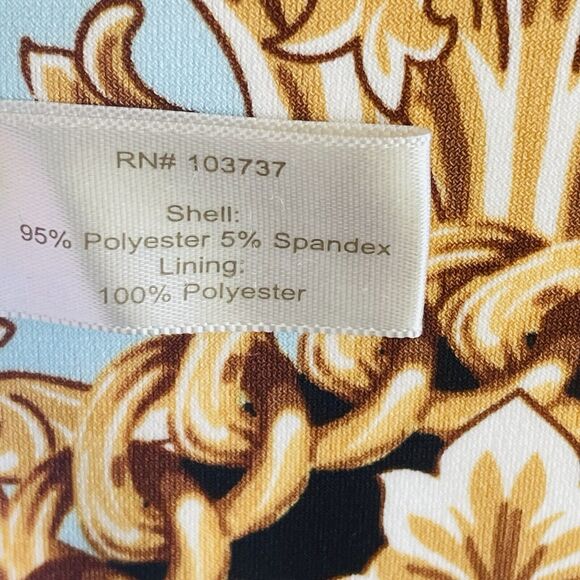 RN# 103737
Shell:
95% Polyester 5% Spandex
Lining:
100% Polyester